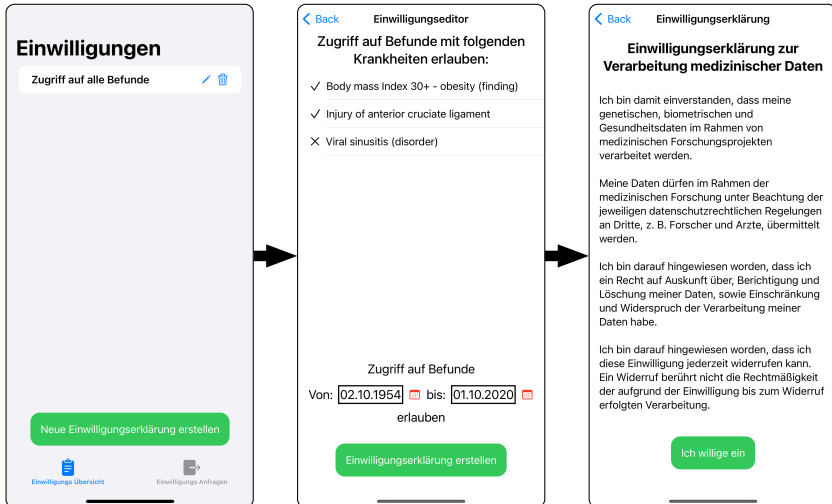 Einwilligungen
Zugriff auf alle Befunde
Neue Einwilligungserklärung erstellen
Einwilligungs Übersicht
Einwilligungs Anfragen
Back
Einwilligungseditor
Zugriff auf Befunde mit folgenden
Krankheiten erlauben:
Body mass Index 30+ - obesity (finding)
Injury of anterior cruciate ligament
Viral sinusitis (disorder)
Zugriff auf Befunde
Von: 02.10.1954 bis: 01.10.2020
erlauben
Einwilligungserklärung erstellen
Back
Einwilligungserklärung
Einwilligungserklärung zur
Verarbeitung medizinischer Daten
Ich bin damit einverstanden, dass meine
genetischen, biometrischen und
Gesundheitsdaten im Rahmen von
medizinischen Forschungsprojekten
verarbeitet werden.
Meine Daten dürfen im Rahmen der
medizinischen Forschung unter Beachtung der
jeweiligen datenschutzrechtlichen Regelungen
an Dritte, z. B. Forscher und Arzte, übermittelt
werden.
Ich bin darauf hingewiesen worden, dass ich
ein Recht auf Auskunft über, Berichtigung und
Löschung meiner Daten, sowie Einschränkung
und Widerspruch der Verarbeitung meiner
Daten habe.
Ich bin darauf hingewiesen worden, dass ich
diese Einwilligung jederzeit widerrufen kann.
Ein Widerruf berührt nicht die Rechtmäßigkeit
der aufgrund der Einwilligung bis zum Widerruf
erfolgten Verarbeitung.
Ich willige ein